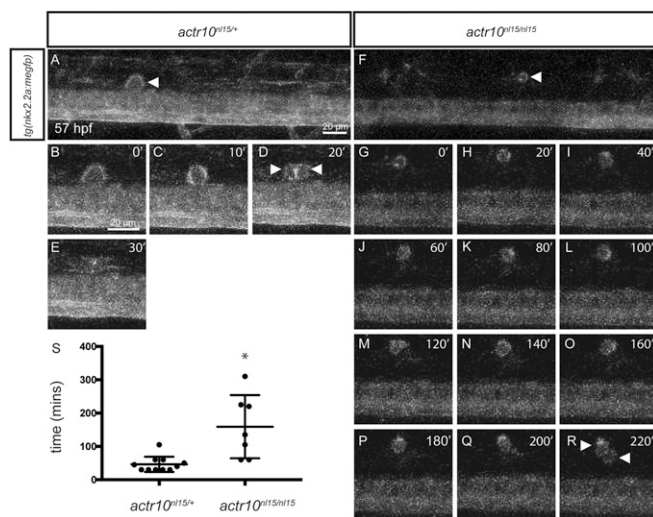 actr10nl15/+
actr10nl15/nl15
tg(nkx2.2a:megfp)
A
57 hpf
20 µm
F
B 0′
20 µm
C 10′
D 20′
G 0′
H 20′
I 40′
E 30′
J 60′
K 80′
L 100′
M 120′
N 140′
O 160′
P 180′
Q 200′
R 220′
S
time (mins)
400
300
200
100
0
*
actr10nl15/+
actr10nl15/nl15